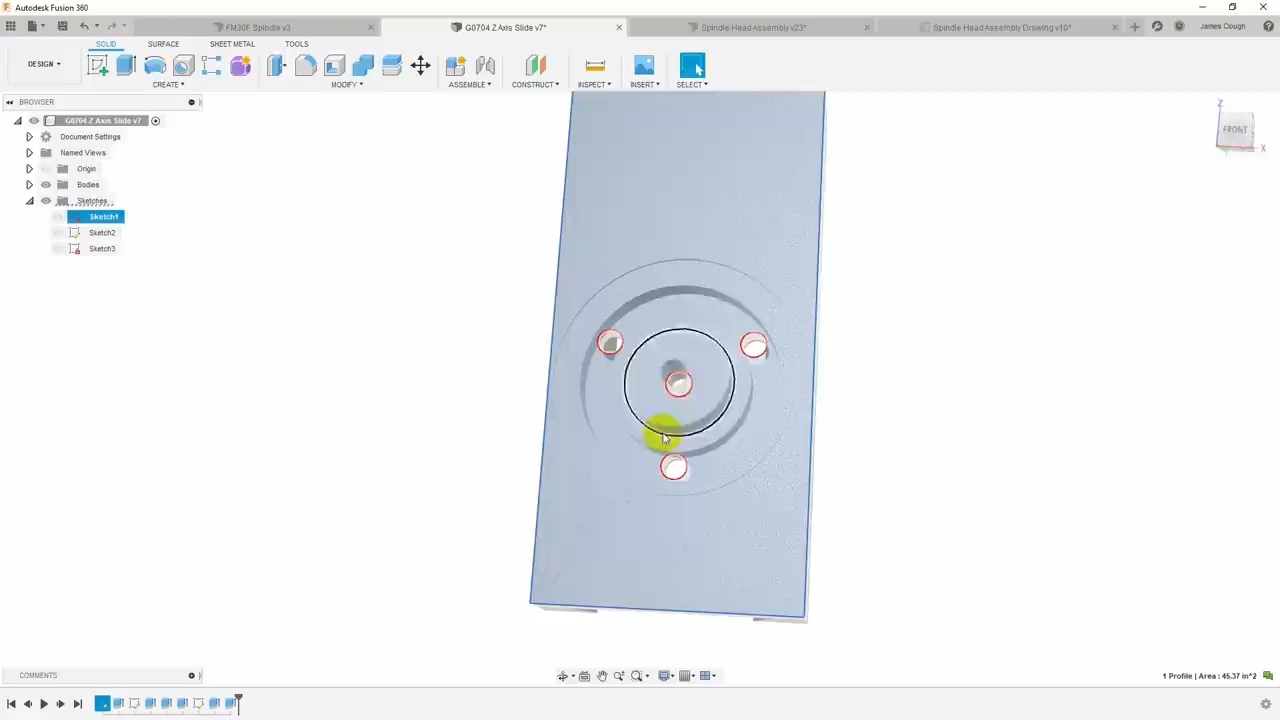 Autodesk Fusion 360
FM30F Spindle v3
G0704 Z Axis Slide v7*
Spindle Head Assembly v23*
Spindle Head Assembly Drawing v10*
James Clough
SOLID
SURFACE
SHEET METAL
TOOLS
DESIGN
CREATE
MODIFY
ASSEMBLE
CONSTRUCT
INSPECT
INSERT
SELECT
BROWSER
G0704 Z Axis Slide v7
Document Settings
Named Views
Origin
Bodies
Sketches
Sketch1
Sketch2
Sketch3
Z
FRONT
X
COMMENTS
1 Profile | Area : 45.37 in^2